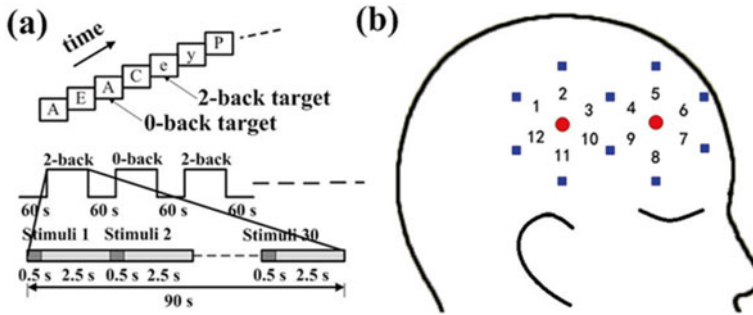 (a)
time
A E A C e y P
2-back target
0-back target
2-back 0-back 2-back
60 s 60 s 60 s 60 s
Stimuli 1 Stimuli 2 Stimuli 30
0.5 s 2.5 s 0.5 s 2.5 s 0.5 s 2.5 s
90 s
(b)
2 5
1 3 4 6
12 10 9 7
11 8